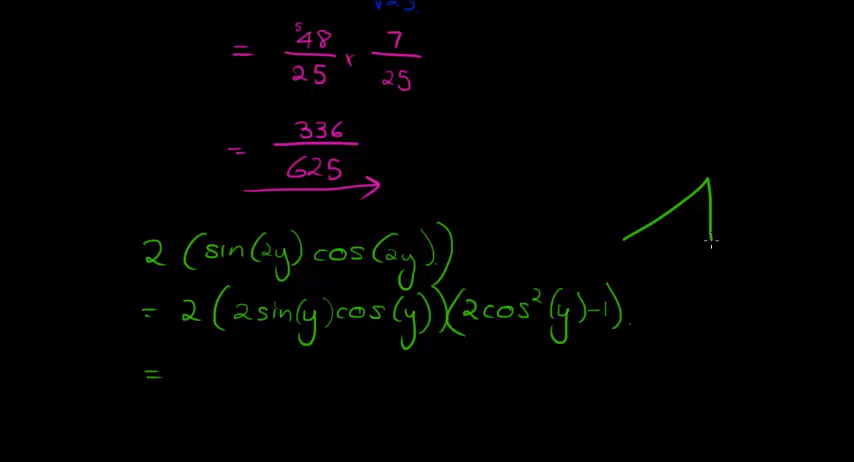 = 48/25 × 7/25
= 336/625
2 (sin(2y) cos(2y))
= 2 (2sin(y)cos(y)) (2cos²(y)-1).
=